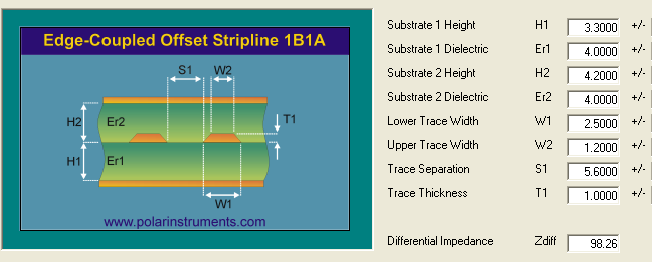 Edge-Coupled Offset Stripline 1B1A
S1 W2
H2 Er2 T1
H1 Er1
W1
www.polarinstruments.com
Substrate 1 Height H1 3.3000 +/-
Substrate 1 Dielectric Er1 4.0000 +/-
Substrate 2 Height H2 4.2000 +/-
Substrate 2 Dielectric Er2 4.0000 +/-
Lower Trace Width W1 2.5000 +/-
Upper Trace Width W2 1.2000 +/-
Trace Separation S1 5.6000 +/-
Trace Thickness T1 1.0000 +/-
Differential Impedance Zdiff 98.26